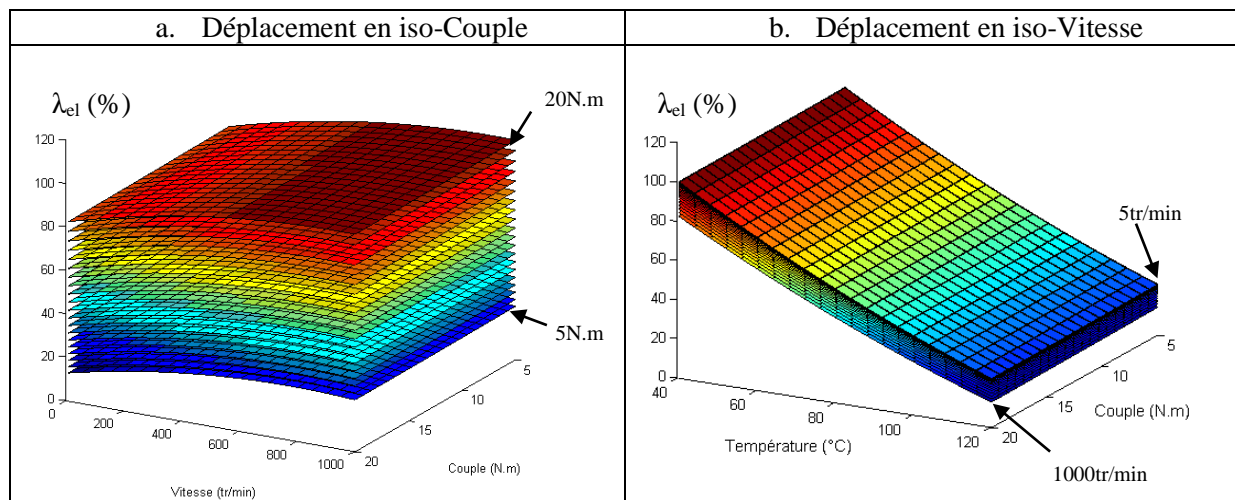 a. Déplacement en iso-Couple
b. Déplacement en iso-Vitesse
λel (%)
20N.m
5N.m
120
100
80
60
40
20
0
0
200
400
600
800
1000
Vitesse (tr/min)
20
15
10
5
Couple (N.m)
λel (%)
5tr/min
1000tr/min
120
100
80
60
40
20
0
40
60
80
100
120
Température (°C)
20
15
10
5
Couple (N.m)